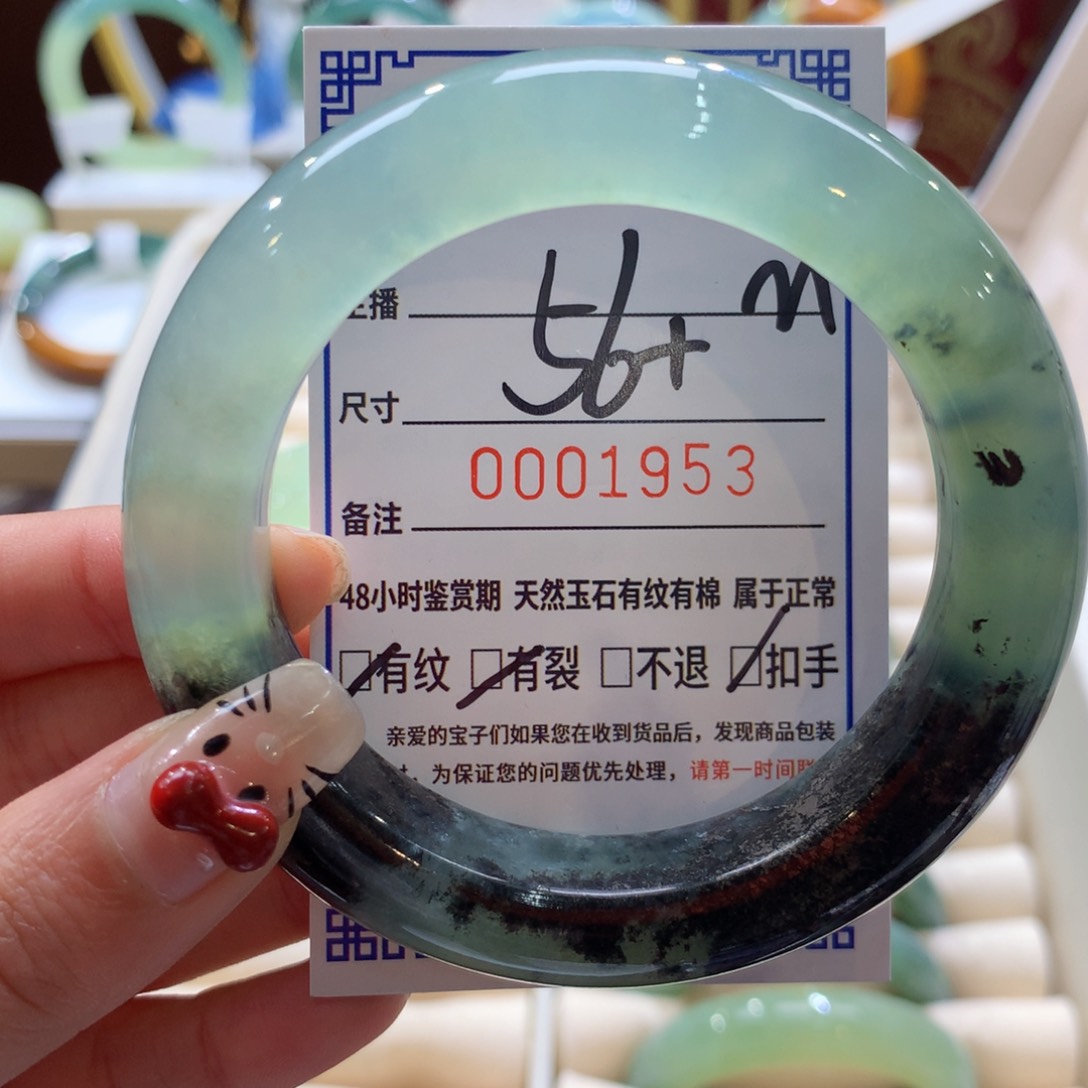 主播 m
尺寸 56+
0001953
备注
48小时鉴赏期 天然玉石有纹有棉 属于正常
☑有纹 ☑有裂 □不退 ☑扣手
亲爱的宝子们如果您在收到货品后，发现商品包装
为保证您的问题优先处理，请第一时间联